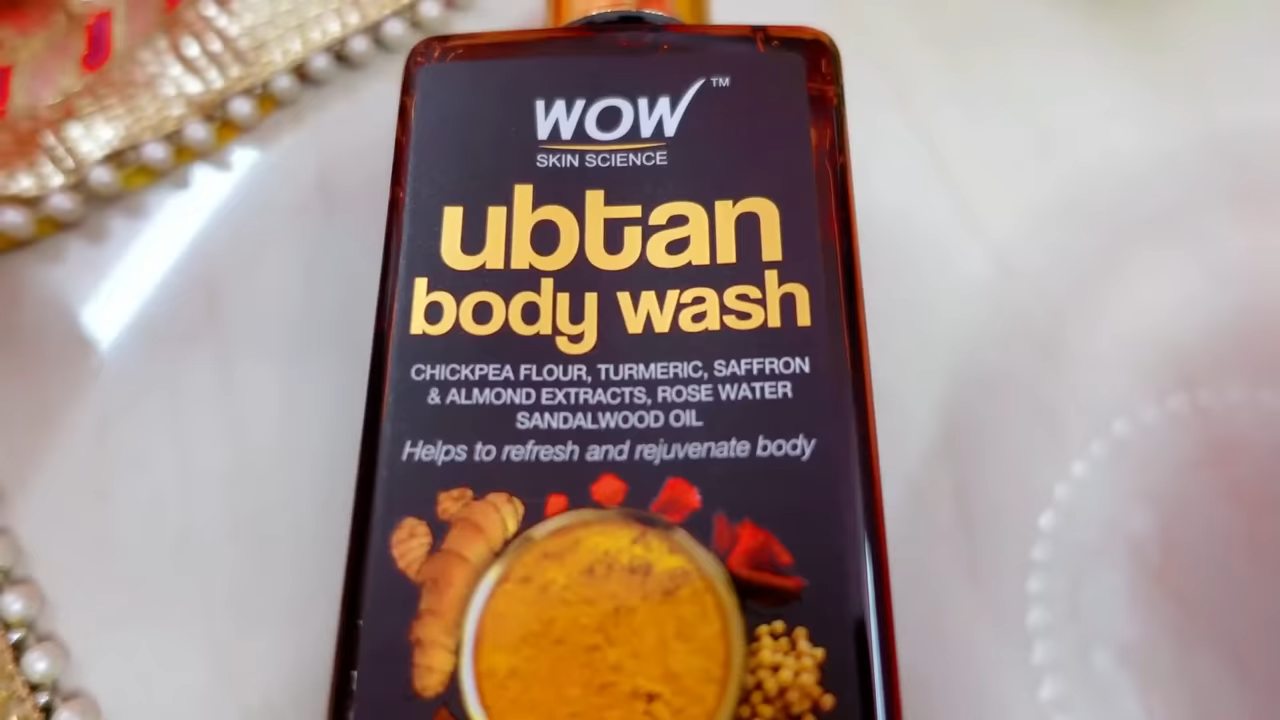 WOW™
SKIN SCIENCE
ubtan
body wash
CHICKPEA FLOUR, TURMERIC, SAFFRON
& ALMOND EXTRACTS, ROSE WATER
SANDALWOOD OIL
Helps to refresh and rejuvenate body